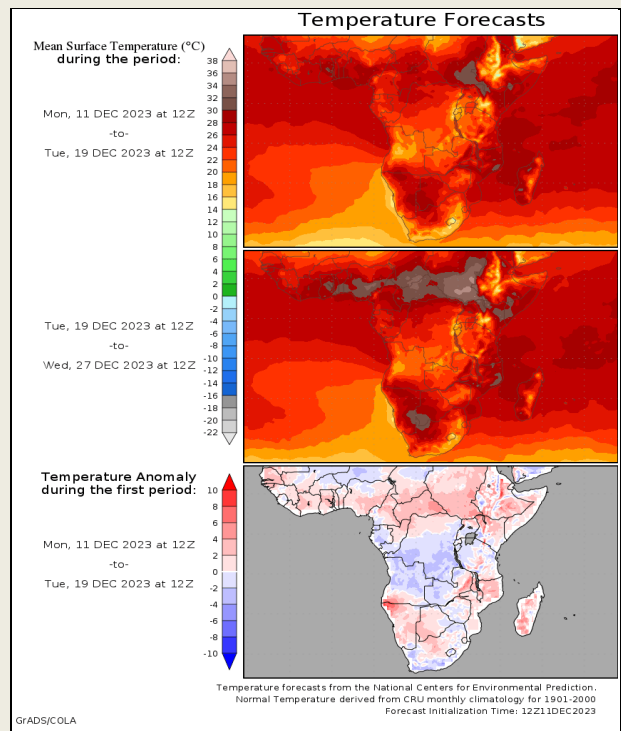 Temperature Forecasts
Mean Surface Temperature (°C)
during the period:
Mon, 11 DEC 2023 at 12Z
-to-
Tue, 19 DEC 2023 at 12Z
38
36
34
32
30
28
26
24
22
20
18
16
14
12
10
8
6
4
2
0
-2
-4
-6
-8
-10
-12
-14
-16
-18
-20
-22
Tue, 19 DEC 2023 at 12Z
-to-
Wed, 27 DEC 2023 at 12Z
Temperature Anomaly
during the first period:
Mon, 11 DEC 2023 at 12Z
-to-
Tue, 19 DEC 2023 at 12Z
10
8
6
4
2
0
-2
-4
-6
-8
-10
Temperature forecasts from the National Centers for Environmental Prediction.
Normal Temperature derived from CRU monthly climatology for 1901-2000
Forecast Initialization Time: 12Z11DEC2023
GrADS/COLA